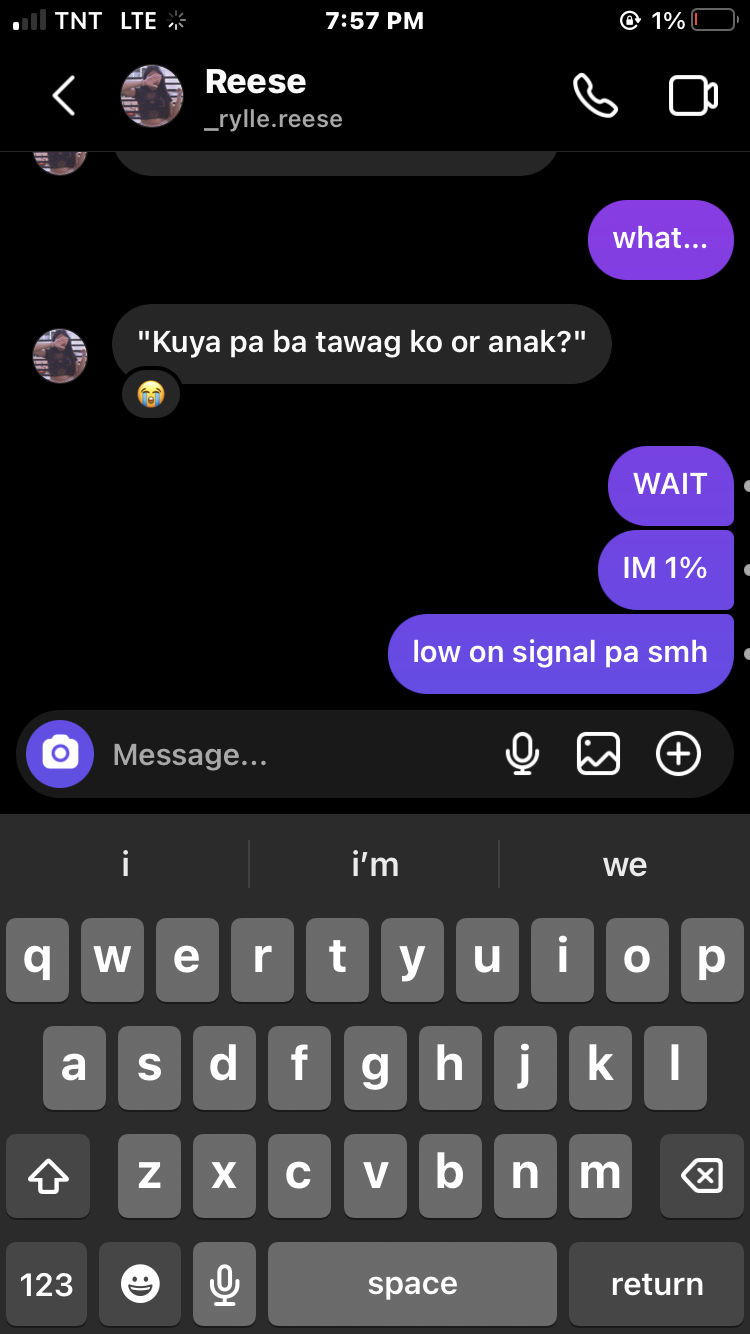 TNT LTE 7:57 PM 1%
Reese
_rylle.reese
what...
"Kuya pa ba tawag ko or anak?"
😭
WAIT
IM 1%
low on signal pa smh
Message...
i i'm we
q w e r t y u i o p
a s d f g h j k l
z x c v b n m
123 space return